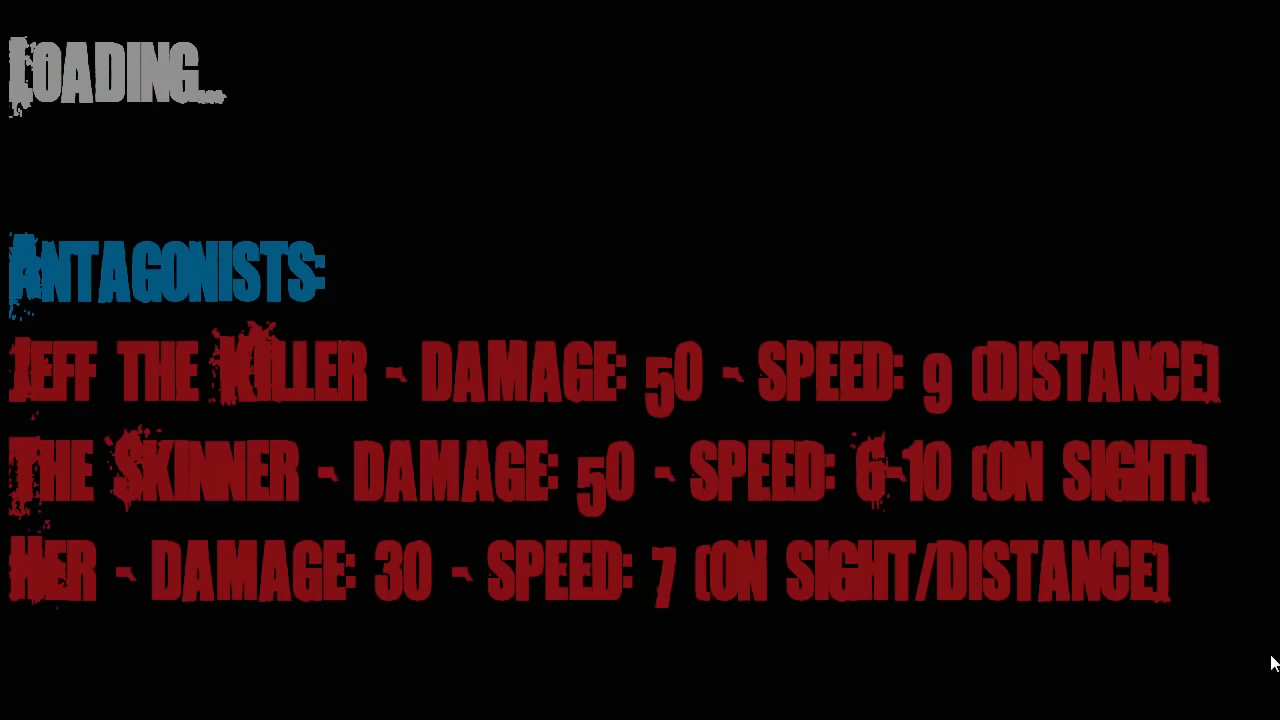 Loading...
Antagonists:
Jeff the Killer - Damage: 50 - Speed: 9 (Distance)
The Skinner - Damage: 50 - Speed: 6-10 (On Sight)
Her - Damage: 30 - Speed: 7 (On Sight/Distance)